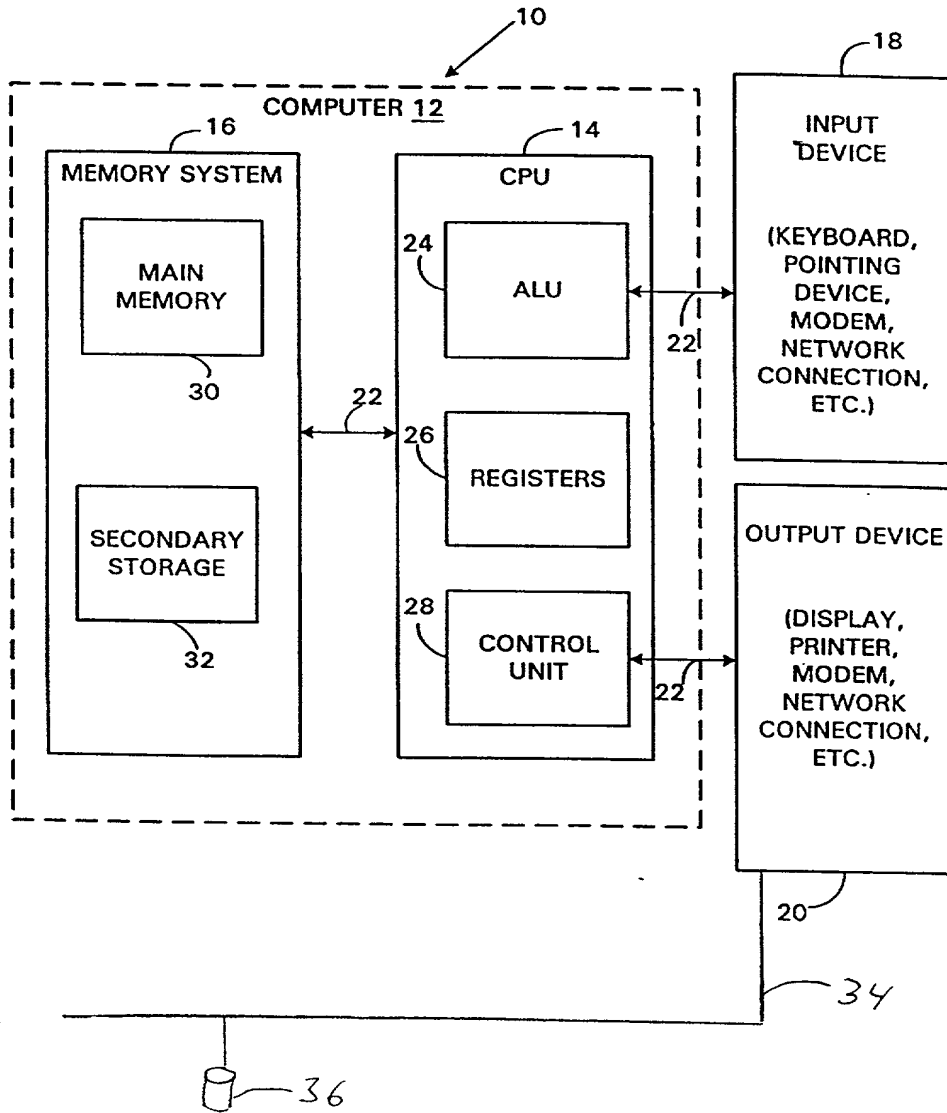 10
18
COMPUTER 12
16
14
INPUT
DEVICE
MEMORY SYSTEM
CPU
24
MAIN
MEMORY
ALU
(KEYBOARD,
POINTING
DEVICE,
MODEM,
NETWORK
CONNECTION,
ETC.)
22
30
22
26
REGISTERS
SECONDARY
STORAGE
OUTPUT DEVICE
28
CONTROL
UNIT
(DISPLAY,
PRINTER,
MODEM,
NETWORK
CONNECTION,
ETC.)
32
22
20
34
36